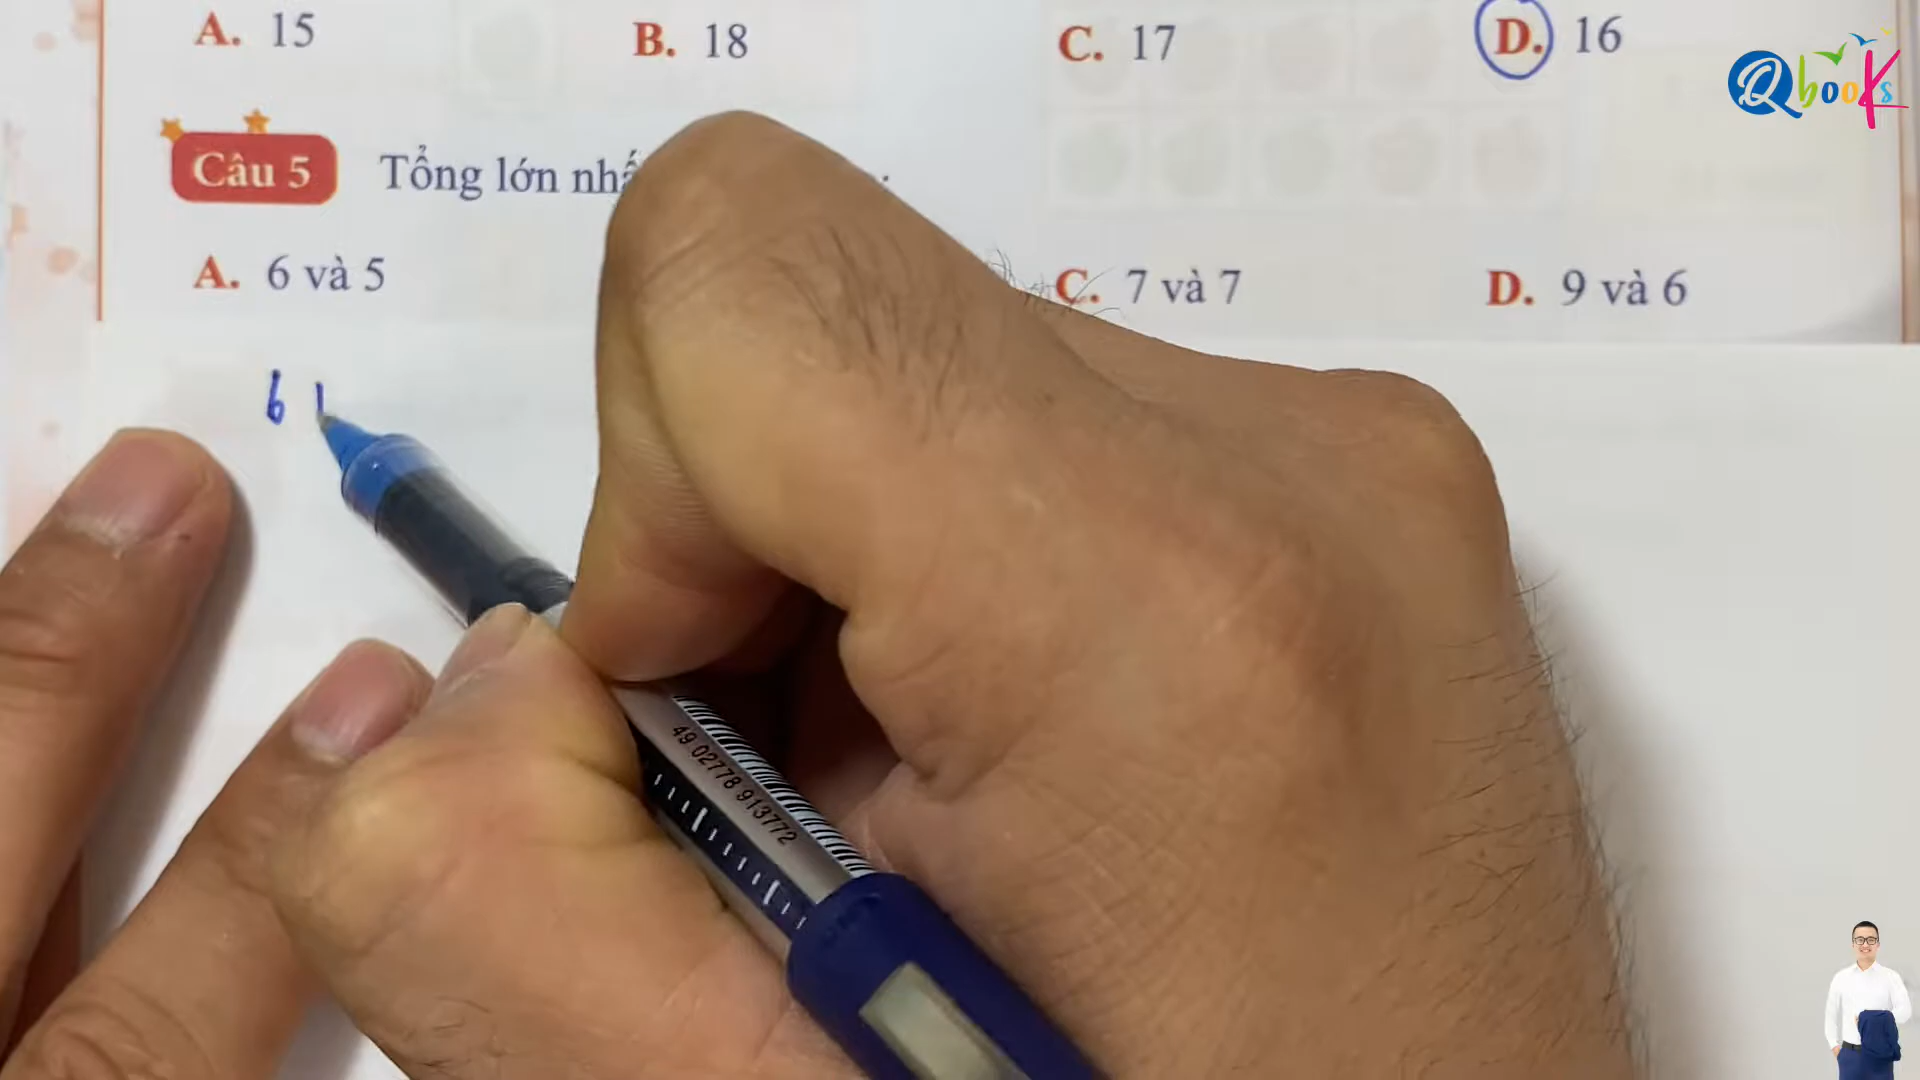 A. 15 B. 18 C. 17 D. 16
Qbooks
Câu 5 Tổng lớn
A. 6 và 5 C. 7 và 7 D. 9 và 6
6
49 02778 913772